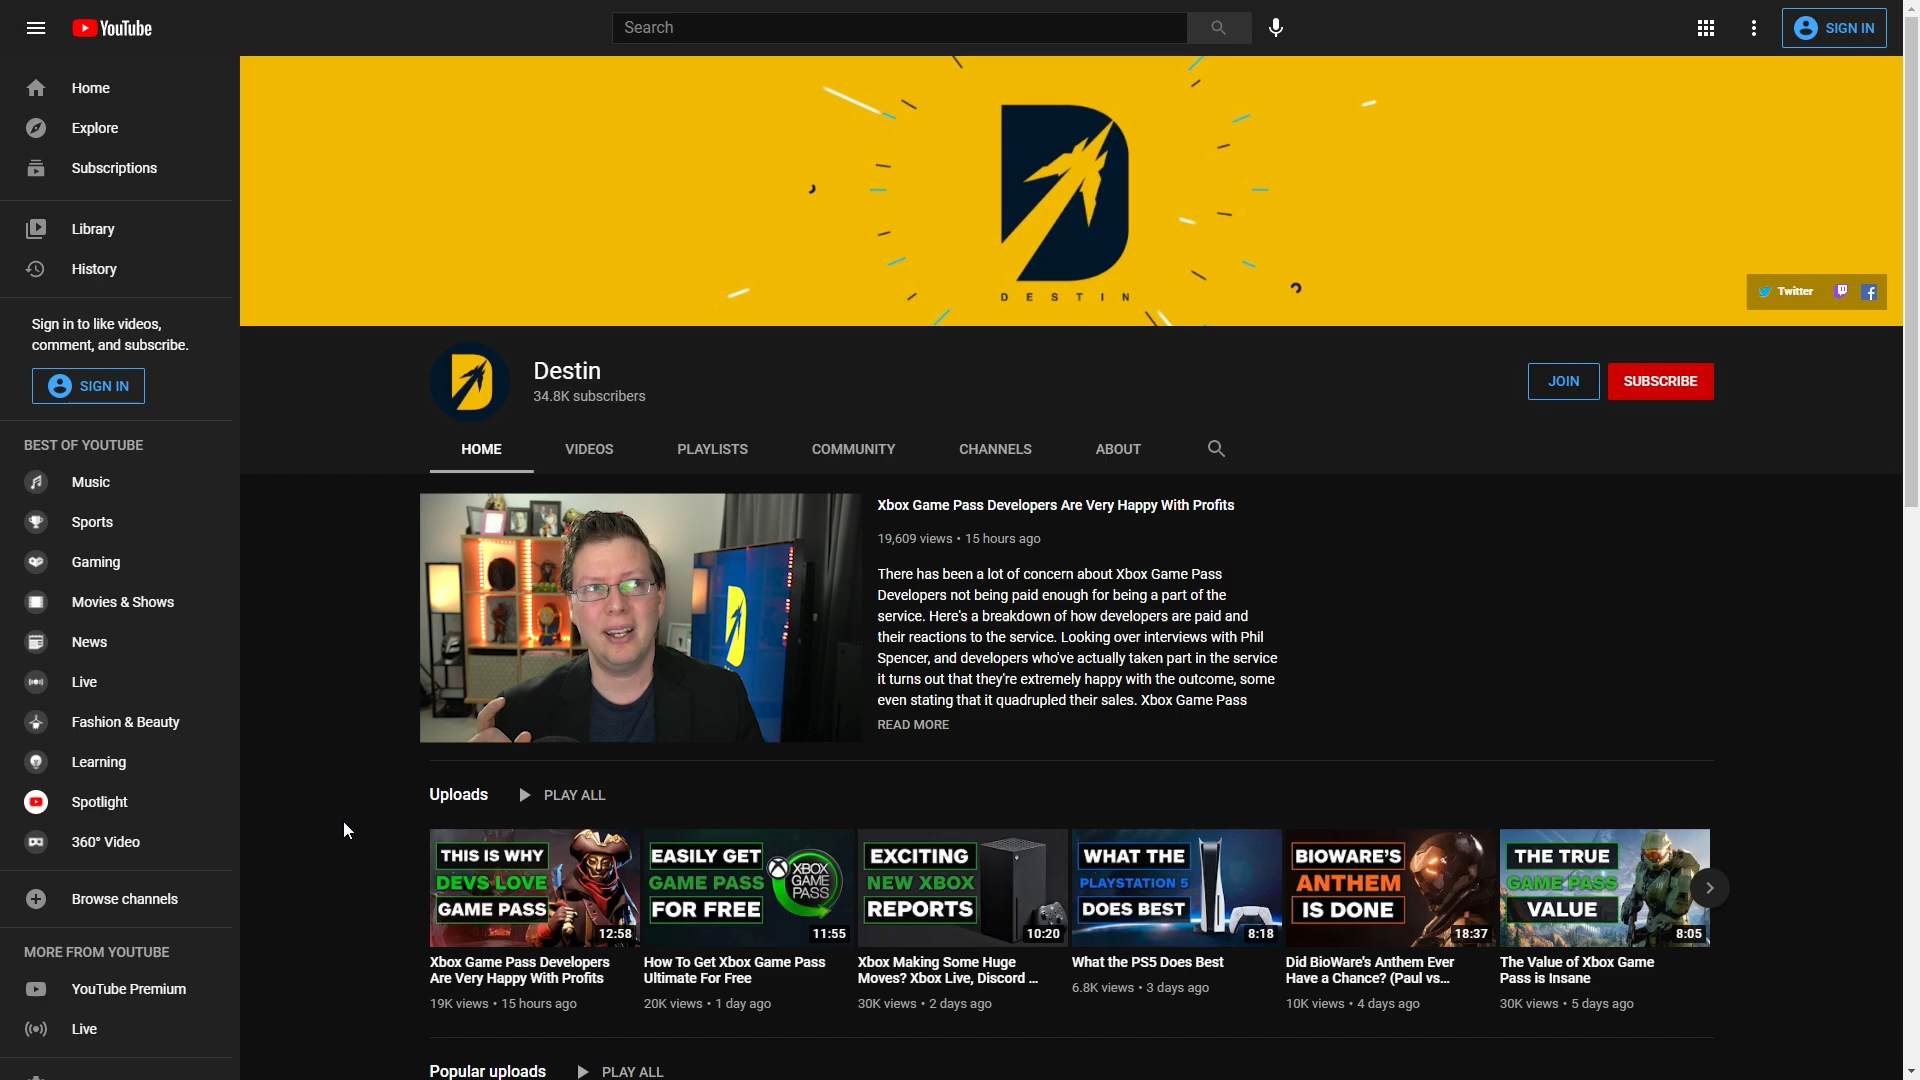 YouTube
Search
SIGN IN
Home
Explore
Subscriptions
Library
History
Sign in to like videos,
comment, and subscribe.
SIGN IN
BEST OF YOUTUBE
Music
Sports
Gaming
Movies & Shows
News
Live
Fashion & Beauty
Learning
Spotlight
360° Video
Browse channels
MORE FROM YOUTUBE
YouTube Premium
Live
DESTIN
Twitter
Destin
34.8K subscribers
JOIN
SUBSCRIBE
HOME
VIDEOS
PLAYLISTS
COMMUNITY
CHANNELS
ABOUT
Xbox Game Pass Developers Are Very Happy With Profits
19,609 views • 15 hours ago
There has been a lot of concern about Xbox Game Pass
Developers not being paid enough for being a part of the
service. Here's a breakdown of how developers are paid and
their reactions to the service. Looking over interviews with Phil
Spencer, and developers who've actually taken part in the service
it turns out that they're extremely happy with the outcome, some
even stating that it quadrupled their sales. Xbox Game Pass
READ MORE
Uploads
PLAY ALL
THIS IS WHY
DEVS LOVE
GAME PASS
12:58
Xbox Game Pass Developers
Are Very Happy With Profits
19K views • 15 hours ago
EASILY GET
GAME PASS
FOR FREE
XBOX
GAME
PASS
11:55
How To Get Xbox Game Pass
Ultimate For Free
20K views • 1 day ago
EXCITING
NEW XBOX
REPORTS
10:20
Xbox Making Some Huge
Moves? Xbox Live, Discord ...
30K views • 2 days ago
WHAT THE
PLAYSTATION 5
DOES BEST
8:18
What the PS5 Does Best
6.8K views • 3 days ago
BIOWARE'S
ANTHEM
IS DONE
18:37
Did BioWare's Anthem Ever
Have a Chance? (Paul vs...
10K views • 4 days ago
THE TRUE
GAME PASS
VALUE
8:05
The Value of Xbox Game
Pass is Insane
30K views • 5 days ago
Popular uploads
PLAY ALL